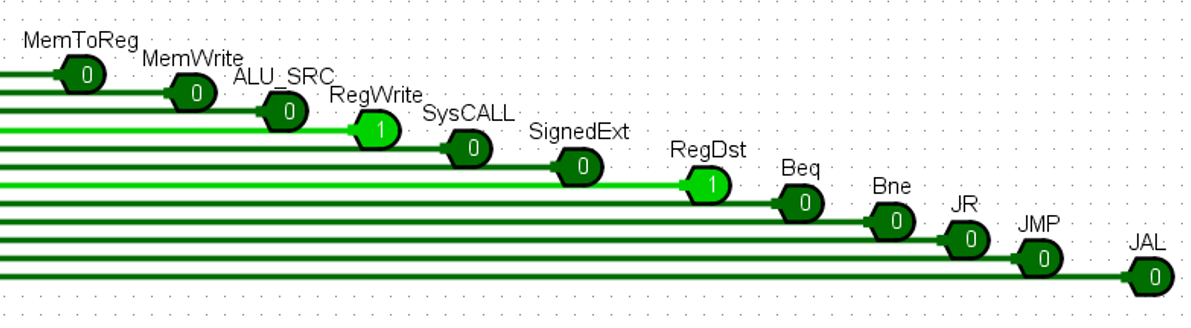 MemToReg
0
MemWrite
0
ALU_SRC
0
RegWrite
1
SysCALL
0
SignedExt
0
RegDst
1
Beq
0
Bne
0
JR
0
JMP
0
JAL
0